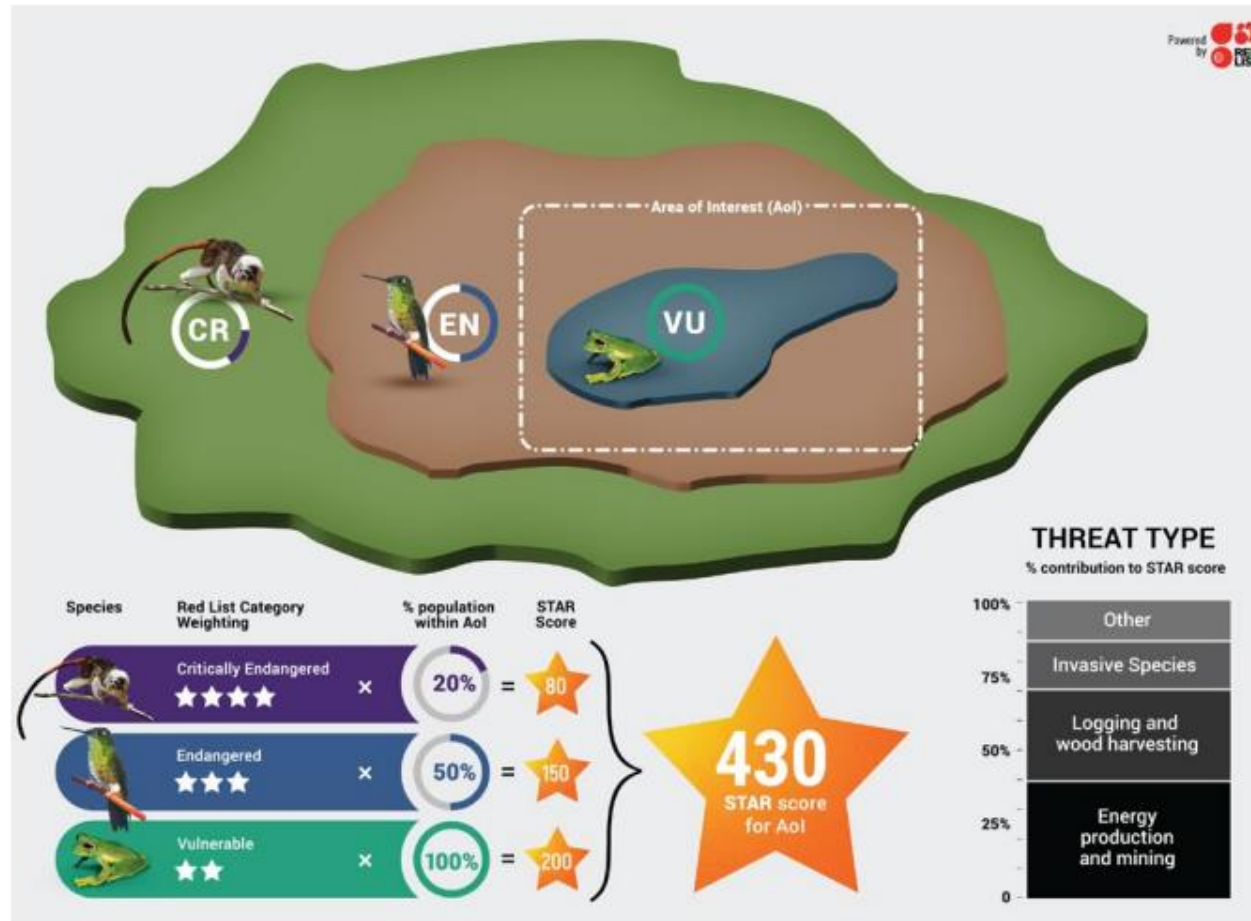 Powered
by
Area of Interest (AoI)
CR
EN
VU
THREAT TYPE
% contribution to STAR score
Species
Red List Category
Weighting
% population
within AoI
STAR
Score
Critically Endangered
× 20% = 80
Endangered
× 50% = 150
Vulnerable
× 100% = 200
430
STAR score
for AoI
100%
75%
50%
25%
0
Other
Invasive Species
Logging and
wood harvesting
Energy
production
and mining